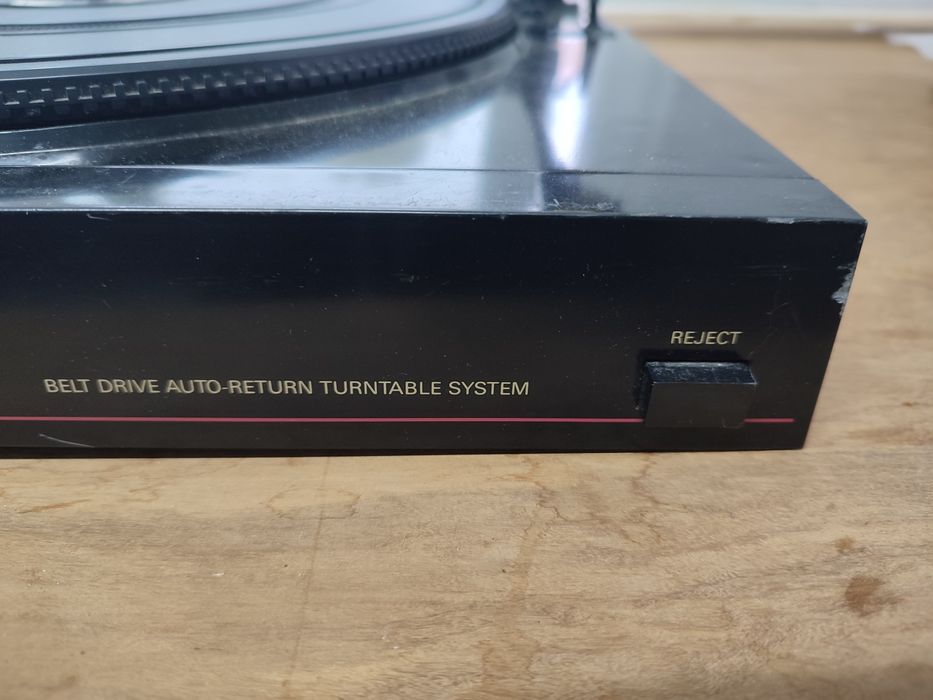 REJECT
BELT DRIVE AUTO-RETURN TURNTABLE SYSTEM